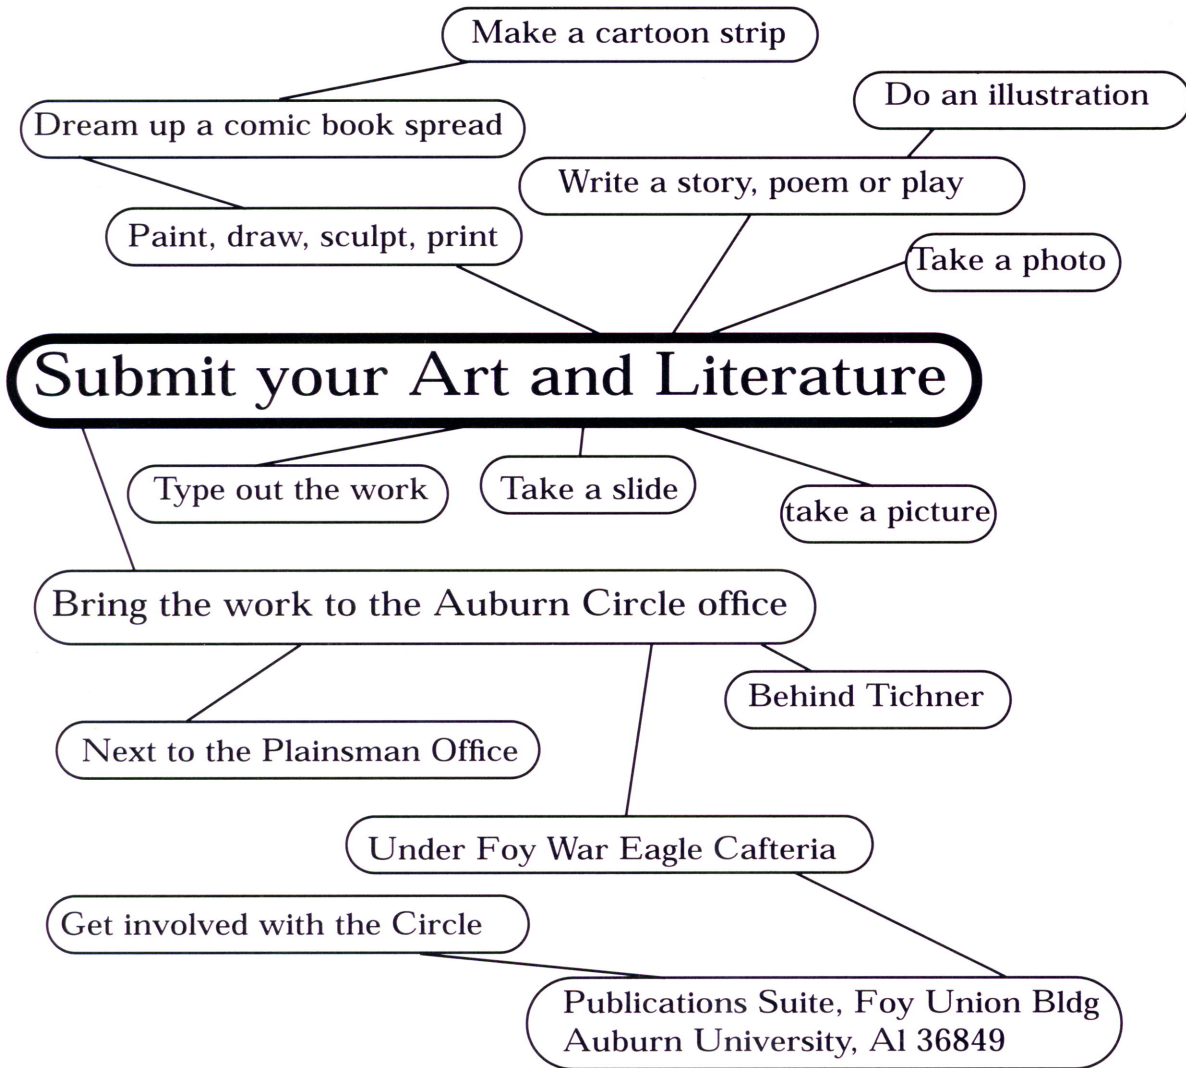 Make a cartoon strip
Do an illustration
Dream up a comic book spread
Write a story, poem or play
Paint, draw, sculpt, print
Take a photo
Submit your Art and Literature
Type out the work
Take a slide
take a picture
Bring the work to the Auburn Circle office
Behind Tichner
Next to the Plainsman Office
Under Foy War Eagle Cafteria
Get involved with the Circle
Publications Suite, Foy Union Bldg
Auburn University, Al 36849